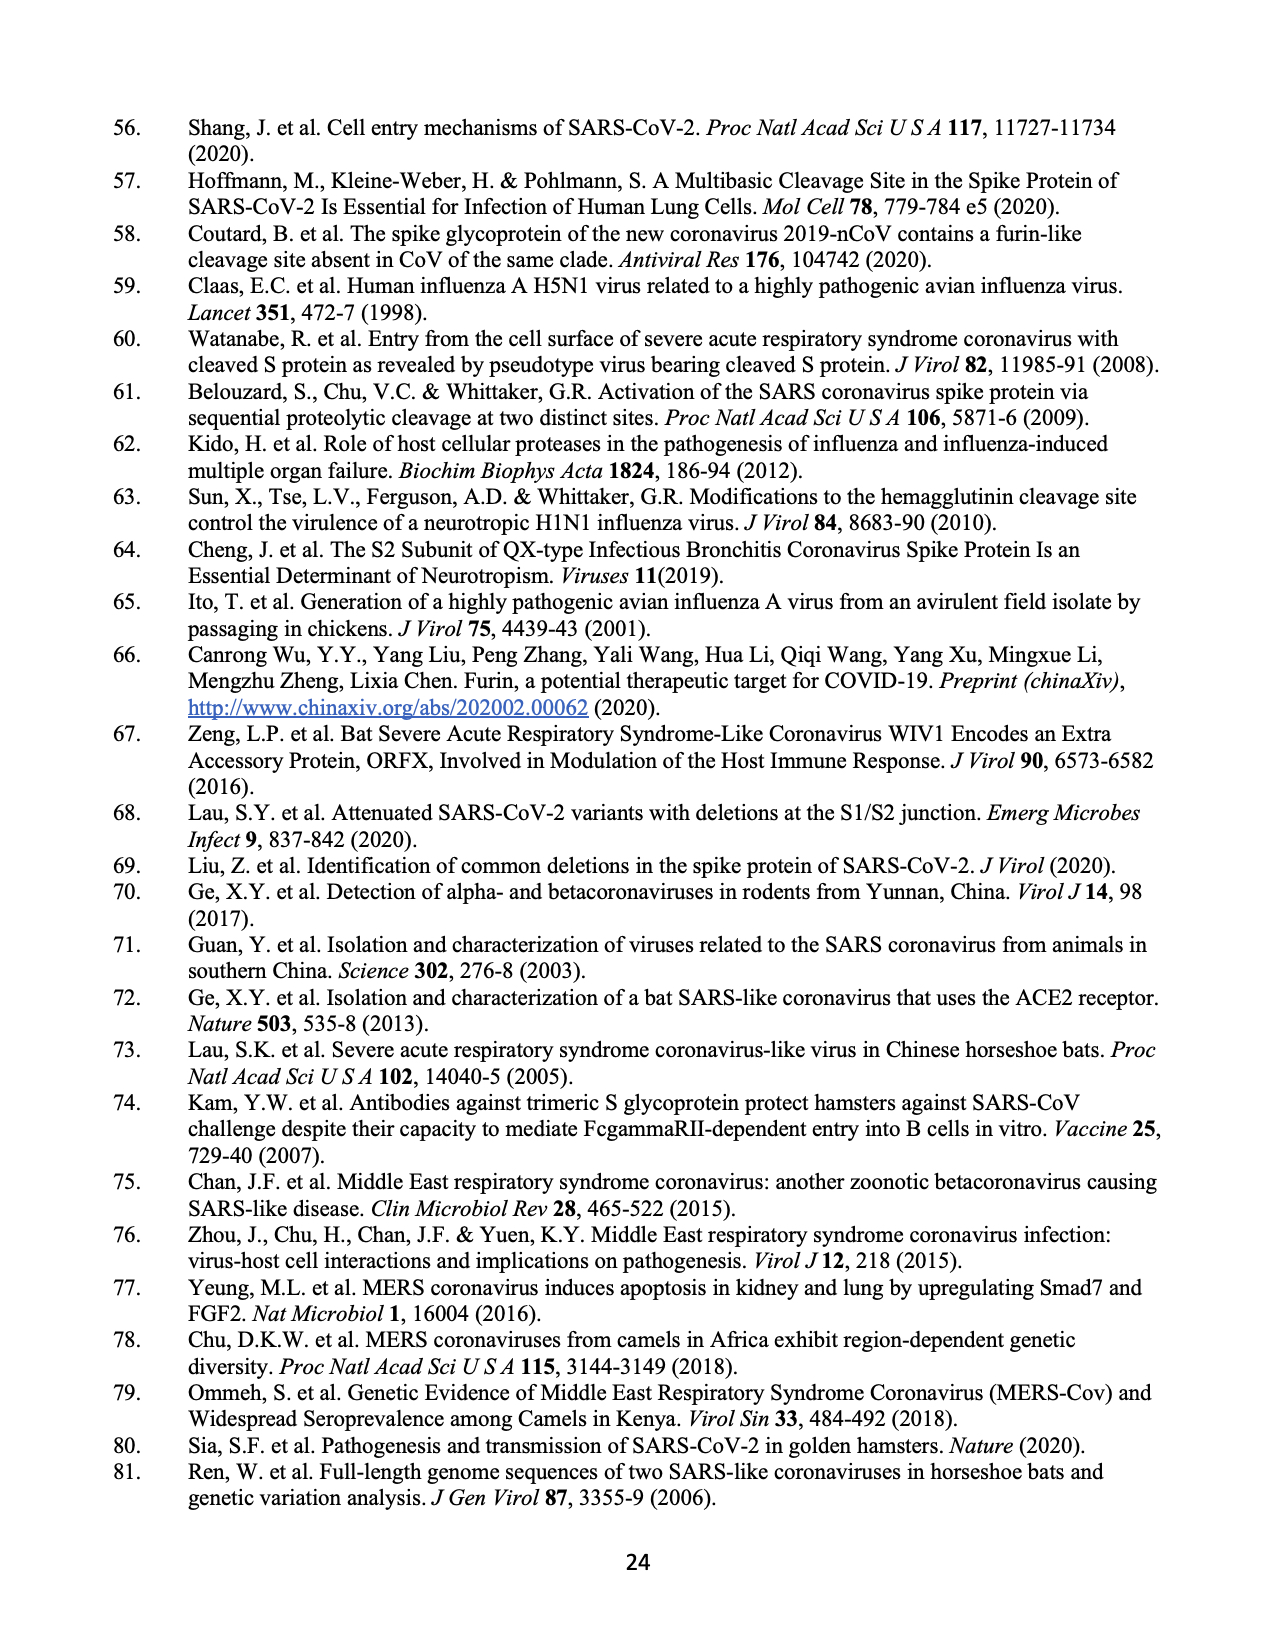 56. Shang, J. et al. Cell entry mechanisms of SARS-CoV-2. Proc Natl Acad Sci U S A 117, 11727-11734
(2020).
57. Hoffmann, M., Kleine-Weber, H. & Pohlmann, S. A Multibasic Cleavage Site in the Spike Protein of
SARS-CoV-2 Is Essential for Infection of Human Lung Cells. Mol Cell 78, 779-784 e5 (2020).
58. Coutard, B. et al. The spike glycoprotein of the new coronavirus 2019-nCoV contains a furin-like
cleavage site absent in CoV of the same clade. Antiviral Res 176, 104742 (2020).
59. Claas, E.C. et al. Human influenza A H5N1 virus related to a highly pathogenic avian influenza virus.
Lancet 351, 472-7 (1998).
60. Watanabe, R. et al. Entry from the cell surface of severe acute respiratory syndrome coronavirus with
cleaved S protein as revealed by pseudotype virus bearing cleaved S protein. J Virol 82, 11985-91 (2008).
61. Belouzard, S., Chu, V.C. & Whittaker, G.R. Activation of the SARS coronavirus spike protein via
sequential proteolytic cleavage at two distinct sites. Proc Natl Acad Sci U S A 106, 5871-6 (2009).
62. Kido, H. et al. Role of host cellular proteases in the pathogenesis of influenza and influenza-induced
multiple organ failure. Biochim Biophys Acta 1824, 186-94 (2012).
63. Sun, X., Tse, L.V., Ferguson, A.D. & Whittaker, G.R. Modifications to the hemagglutinin cleavage site
control the virulence of a neurotropic H1N1 influenza virus. J Virol 84, 8683-90 (2010).
64. Cheng, J. et al. The S2 Subunit of QX-type Infectious Bronchitis Coronavirus Spike Protein Is an
Essential Determinant of Neurotropism. Viruses 11(2019).
65. Ito, T. et al. Generation of a highly pathogenic avian influenza A virus from an avirulent field isolate by
passaging in chickens. J Virol 75, 4439-43 (2001).
66. Canrong Wu, Y.Y., Yang Liu, Peng Zhang, Yali Wang, Hua Li, Qiqi Wang, Yang Xu, Mingxue Li,
Mengzhu Zheng, Lixia Chen. Furin, a potential therapeutic target for COVID-19. Preprint (chinaXiv),
http://www.chinaxiv.org/abs/202002.00062 (2020).
67. Zeng, L.P. et al. Bat Severe Acute Respiratory Syndrome-Like Coronavirus WIV1 Encodes an Extra
Accessory Protein, ORFX, Involved in Modulation of the Host Immune Response. J Virol 90, 6573-6582
(2016).
68. Lau, S.Y. et al. Attenuated SARS-CoV-2 variants with deletions at the S1/S2 junction. Emerg Microbes
Infect 9, 837-842 (2020).
69. Liu, Z. et al. Identification of common deletions in the spike protein of SARS-CoV-2. J Virol (2020).
70. Ge, X.Y. et al. Detection of alpha- and betacoronaviruses in rodents from Yunnan, China. Virol J 14, 98
(2017).
71. Guan, Y. et al. Isolation and characterization of viruses related to the SARS coronavirus from animals in
southern China. Science 302, 276-8 (2003).
72. Ge, X.Y. et al. Isolation and characterization of a bat SARS-like coronavirus that uses the ACE2 receptor.
Nature 503, 535-8 (2013).
73. Lau, S.K. et al. Severe acute respiratory syndrome coronavirus-like virus in Chinese horseshoe bats. Proc
Natl Acad Sci U S A 102, 14040-5 (2005).
74. Kam, Y.W. et al. Antibodies against trimeric S glycoprotein protect hamsters against SARS-CoV
challenge despite their capacity to mediate FcgammaRII-dependent entry into B cells in vitro. Vaccine 25,
729-40 (2007).
75. Chan, J.F. et al. Middle East respiratory syndrome coronavirus: another zoonotic betacoronavirus causing
SARS-like disease. Clin Microbiol Rev 28, 465-522 (2015).
76. Zhou, J., Chu, H., Chan, J.F. & Yuen, K.Y. Middle East respiratory syndrome coronavirus infection:
virus-host cell interactions and implications on pathogenesis. Virol J 12, 218 (2015).
77. Yeung, M.L. et al. MERS coronavirus induces apoptosis in kidney and lung by upregulating Smad7 and
FGF2. Nat Microbiol 1, 16004 (2016).
78. Chu, D.K.W. et al. MERS coronaviruses from camels in Africa exhibit region-dependent genetic
diversity. Proc Natl Acad Sci U S A 115, 3144-3149 (2018).
79. Ommeh, S. et al. Genetic Evidence of Middle East Respiratory Syndrome Coronavirus (MERS-Cov) and
Widespread Seroprevalence among Camels in Kenya. Virol Sin 33, 484-492 (2018).
80. Sia, S.F. et al. Pathogenesis and transmission of SARS-CoV-2 in golden hamsters. Nature (2020).
81. Ren, W. et al. Full-length genome sequences of two SARS-like coronaviruses in horseshoe bats and
genetic variation analysis. J Gen Virol 87, 3355-9 (2006).
24